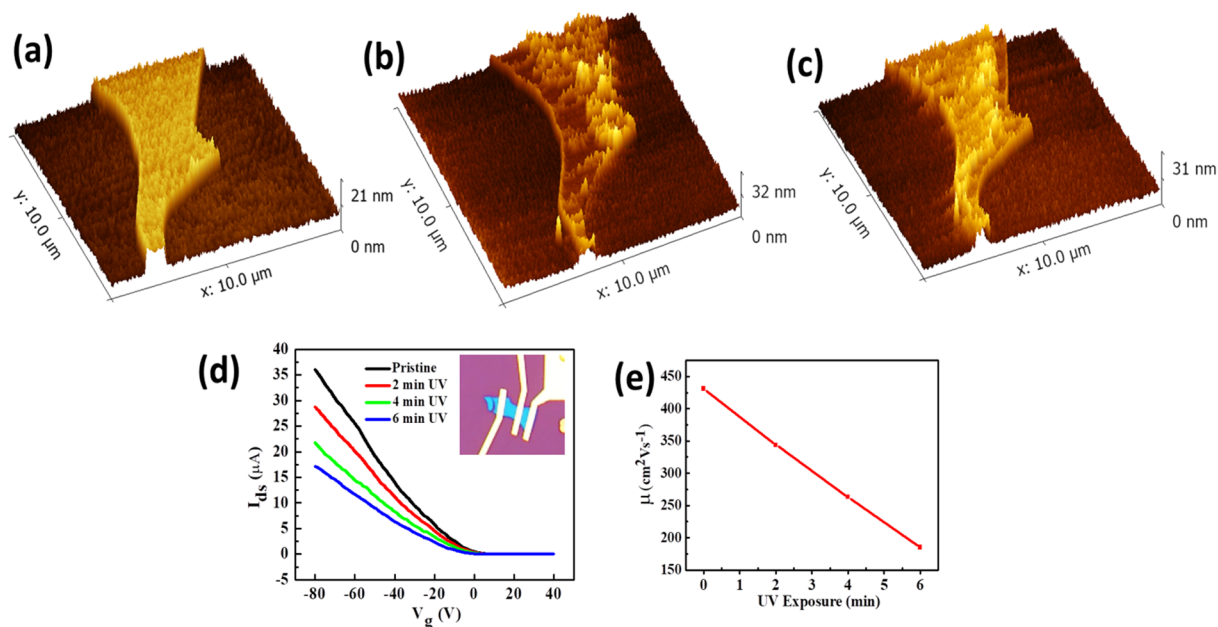 (a)
21 nm
0 nm
y: 10.0 µm
x: 10.0 µm
(b)
32 nm
0 nm
y: 10.0 µm
x: 10.0 µm
(c)
31 nm
0 nm
y: 10.0 µm
x: 10.0 µm
(d)
40
35
30
25
20
15
10
5
0
-5
Ids (µA)
Pristine
2 min UV
4 min UV
6 min UV
-80 -60 -40 -20 0 20 40
Vg (V)
(e)
450
400
350
300
250
200
150
µ (cm²Vs⁻¹)
0 1 2 3 4 5 6
UV Exposure (min)